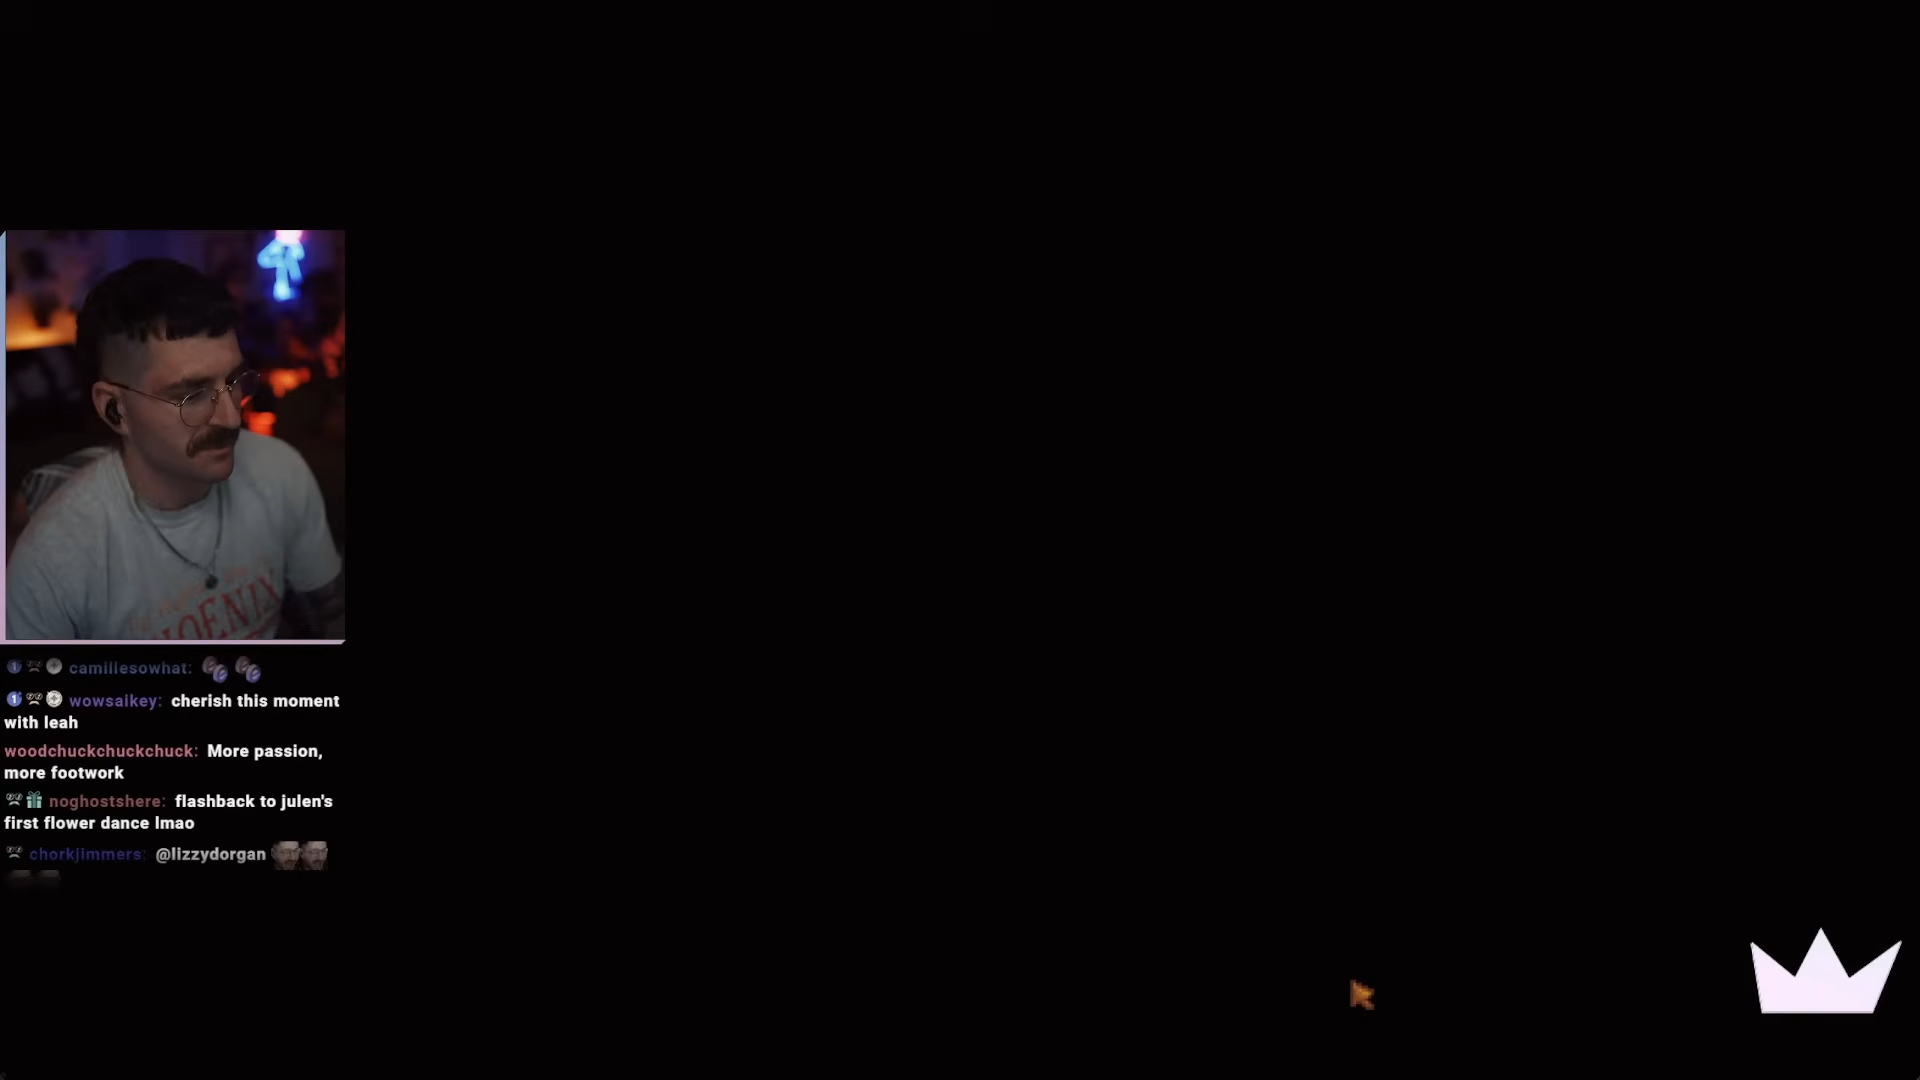 camillesowhat:
wowsaikey: cherish this moment
with leah
woodchuckchuckchuck: More passion,
more footwork
noghostshere: flashback to julen's
first flower dance lmao
chorkjimmers: @lizzydorgan